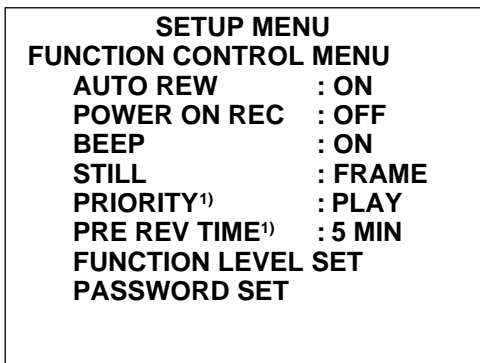 SETUP MENU
FUNCTION CONTROL MENU
AUTO REW : ON
POWER ON REC : OFF
BEEP : ON
STILL : FRAME
PRIORITY¹⁾ : PLAY
PRE REV TIME¹⁾ : 5 MIN
FUNCTION LEVEL SET
PASSWORD SET